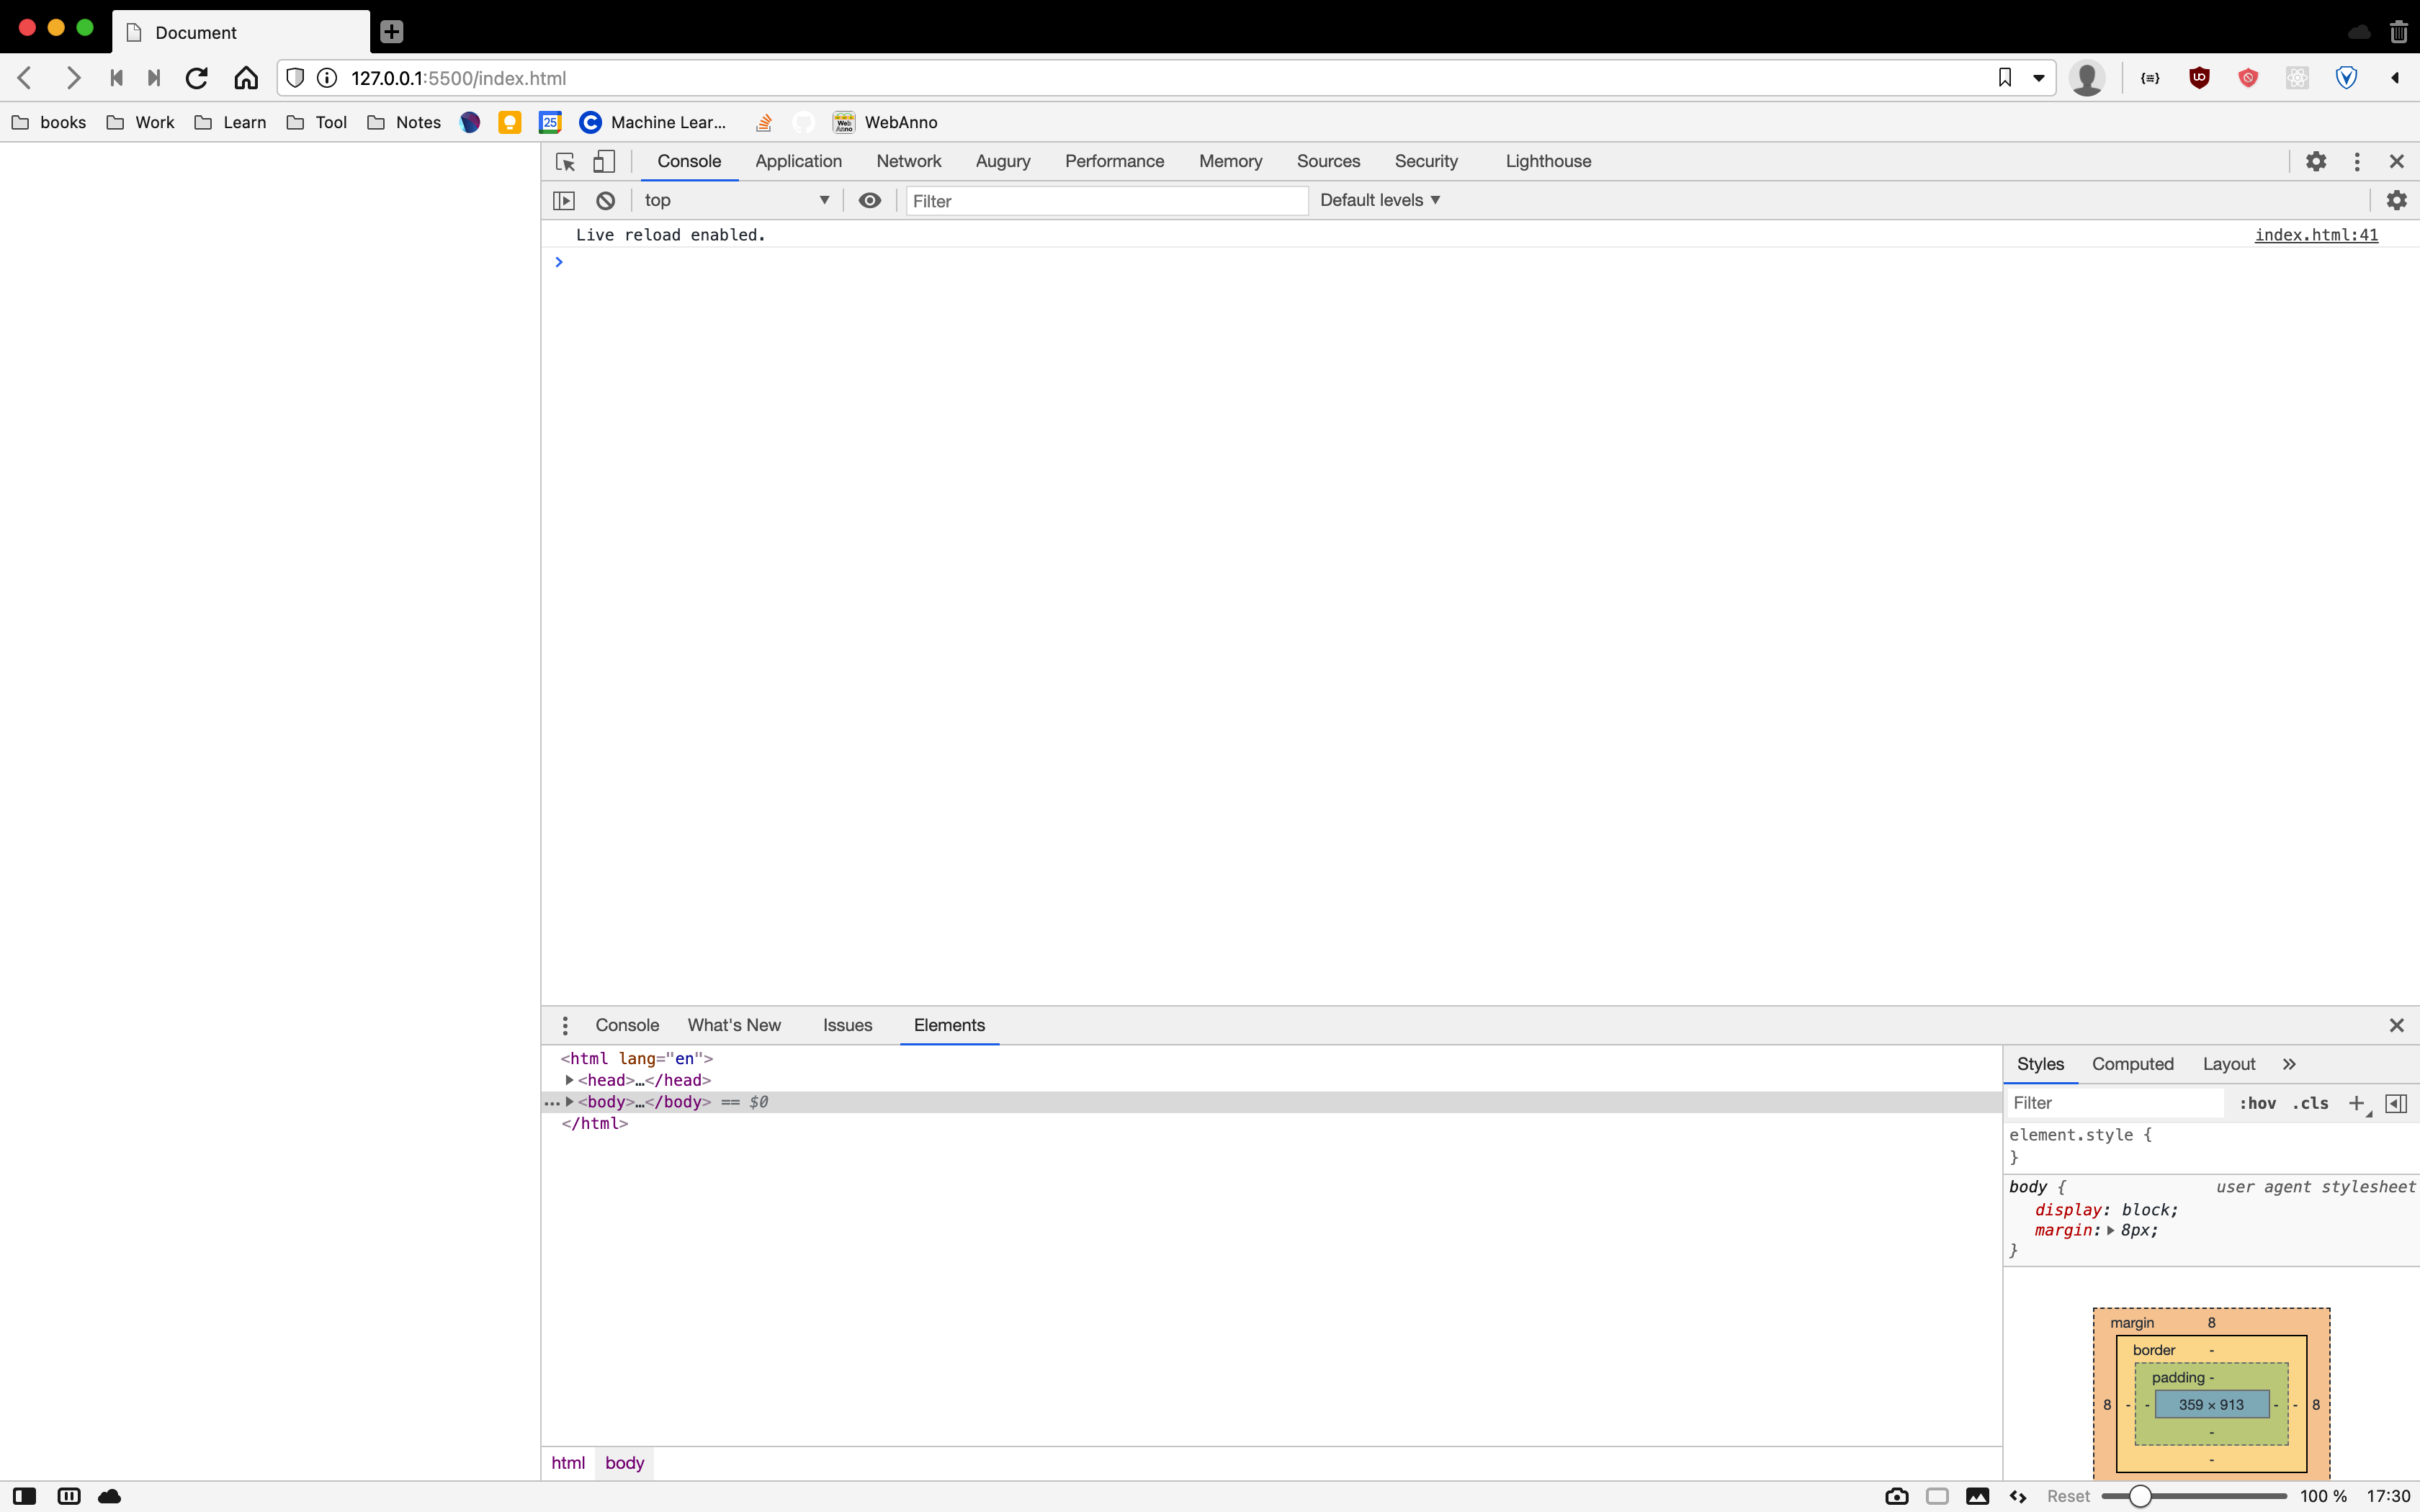 Document
127.0.0.1:5500/index.html
books Work Learn Tool Notes 25 Machine Lear... Web Anno WebAnno
Console Application Network Augury Performance Memory Sources Security Lighthouse
top ▼ Filter Default levels ▼
Live reload enabled. index.html:41
>
Console What's New Issues Elements
<html lang="en">
▶<head>…</head>
… ▶<body>…</body> == $0
</html>
html body
Styles Computed Layout »
Filter :hov .cls +
element.style {
}
body { user agent stylesheet
display: block;
margin:▶ 8px;
}
margin 8
border -
padding -
8 - - 359 × 913 - - 8
-
-
Reset 100 % 17:30